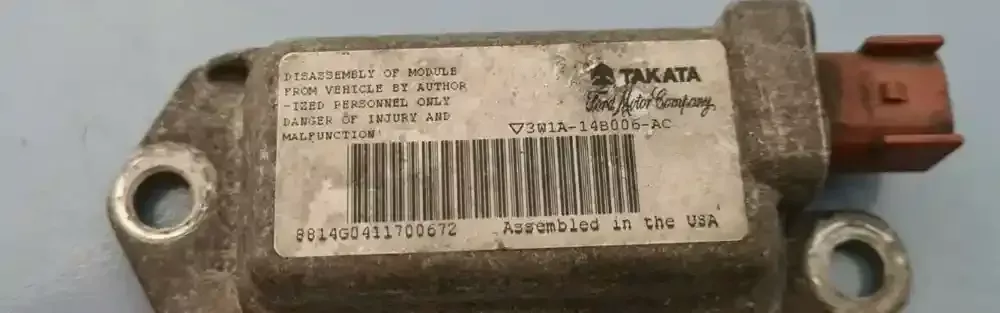 DISASSEMBLY OF MODULE
FROM VEHICLE BY AUTHOR
-IZED PERSONNEL ONLY
DANGER OF INJURY AND
MALFUNCTION
TAKATA
Ford Motor Company
▽3W1A-14B006-AC
8814G0411700672
Assembled in the USA